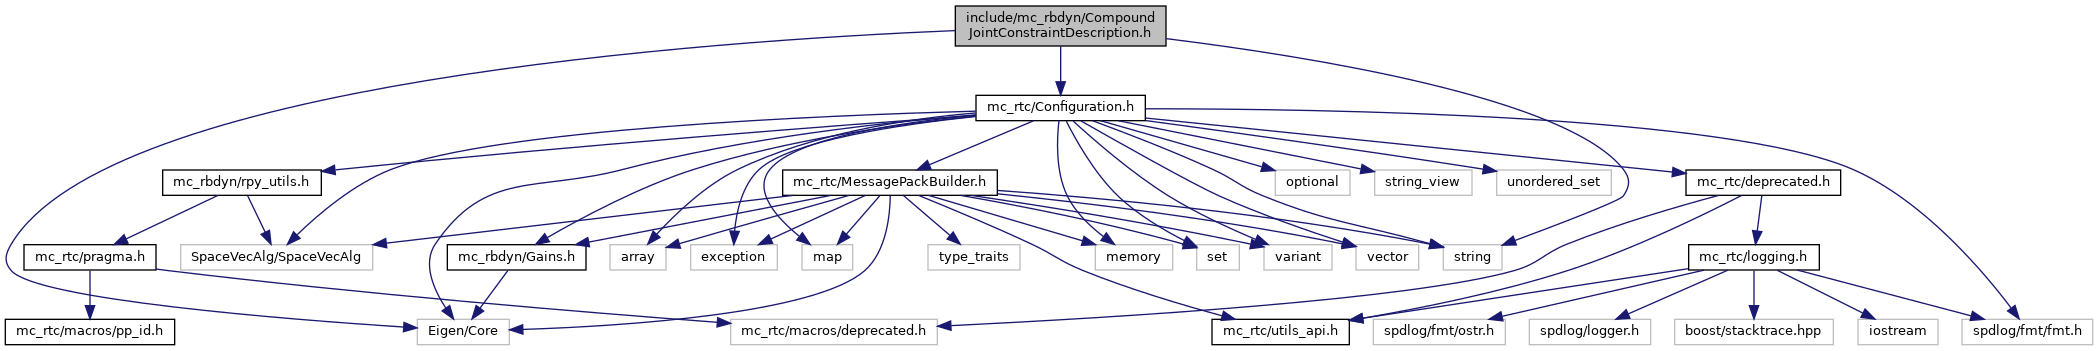 include/mc_rbdyn/Compound
JointConstraintDescription.h
mc_rtc/Configuration.h
mc_rbdyn/rpy_utils.h
mc_rtc/MessagePackBuilder.h
optional
string_view
unordered_set
mc_rtc/deprecated.h
mc_rtc/pragma.h
SpaceVecAlg/SpaceVecAlg
mc_rbdyn/Gains.h
array
exception
map
type_traits
memory
set
variant
vector
string
mc_rtc/logging.h
mc_rtc/macros/pp_id.h
Eigen/Core
mc_rtc/macros/deprecated.h
mc_rtc/utils_api.h
spdlog/fmt/ostr.h
spdlog/logger.h
boost/stacktrace.hpp
iostream
spdlog/fmt/fmt.h